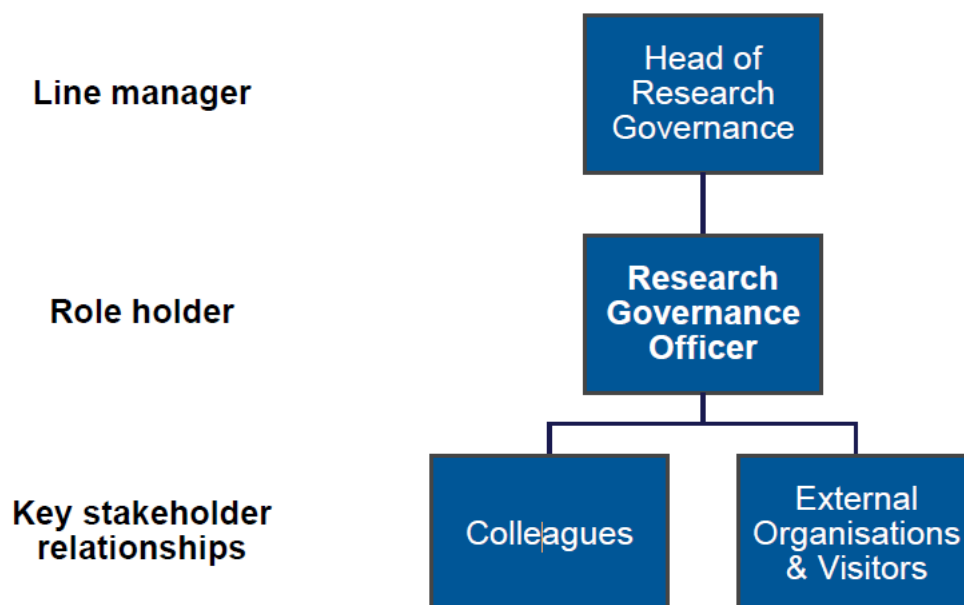 Line manager
Head of
Research
Governance
Role holder
Research
Governance
Officer
Key stakeholder
relationships
Colleagues
External
Organisations
& Visitors